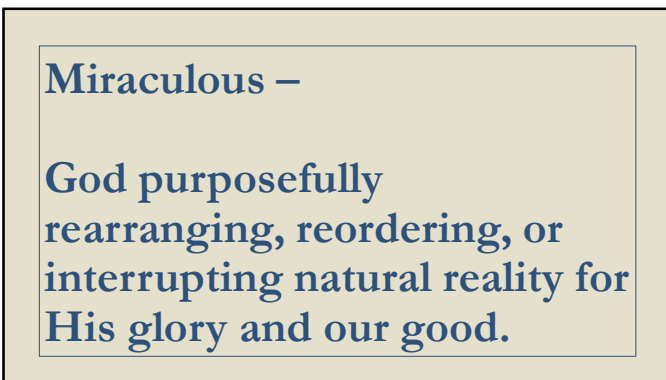 Miraculous –
God purposefully
rearranging, reordering, or
interrupting natural reality for
His glory and our good.